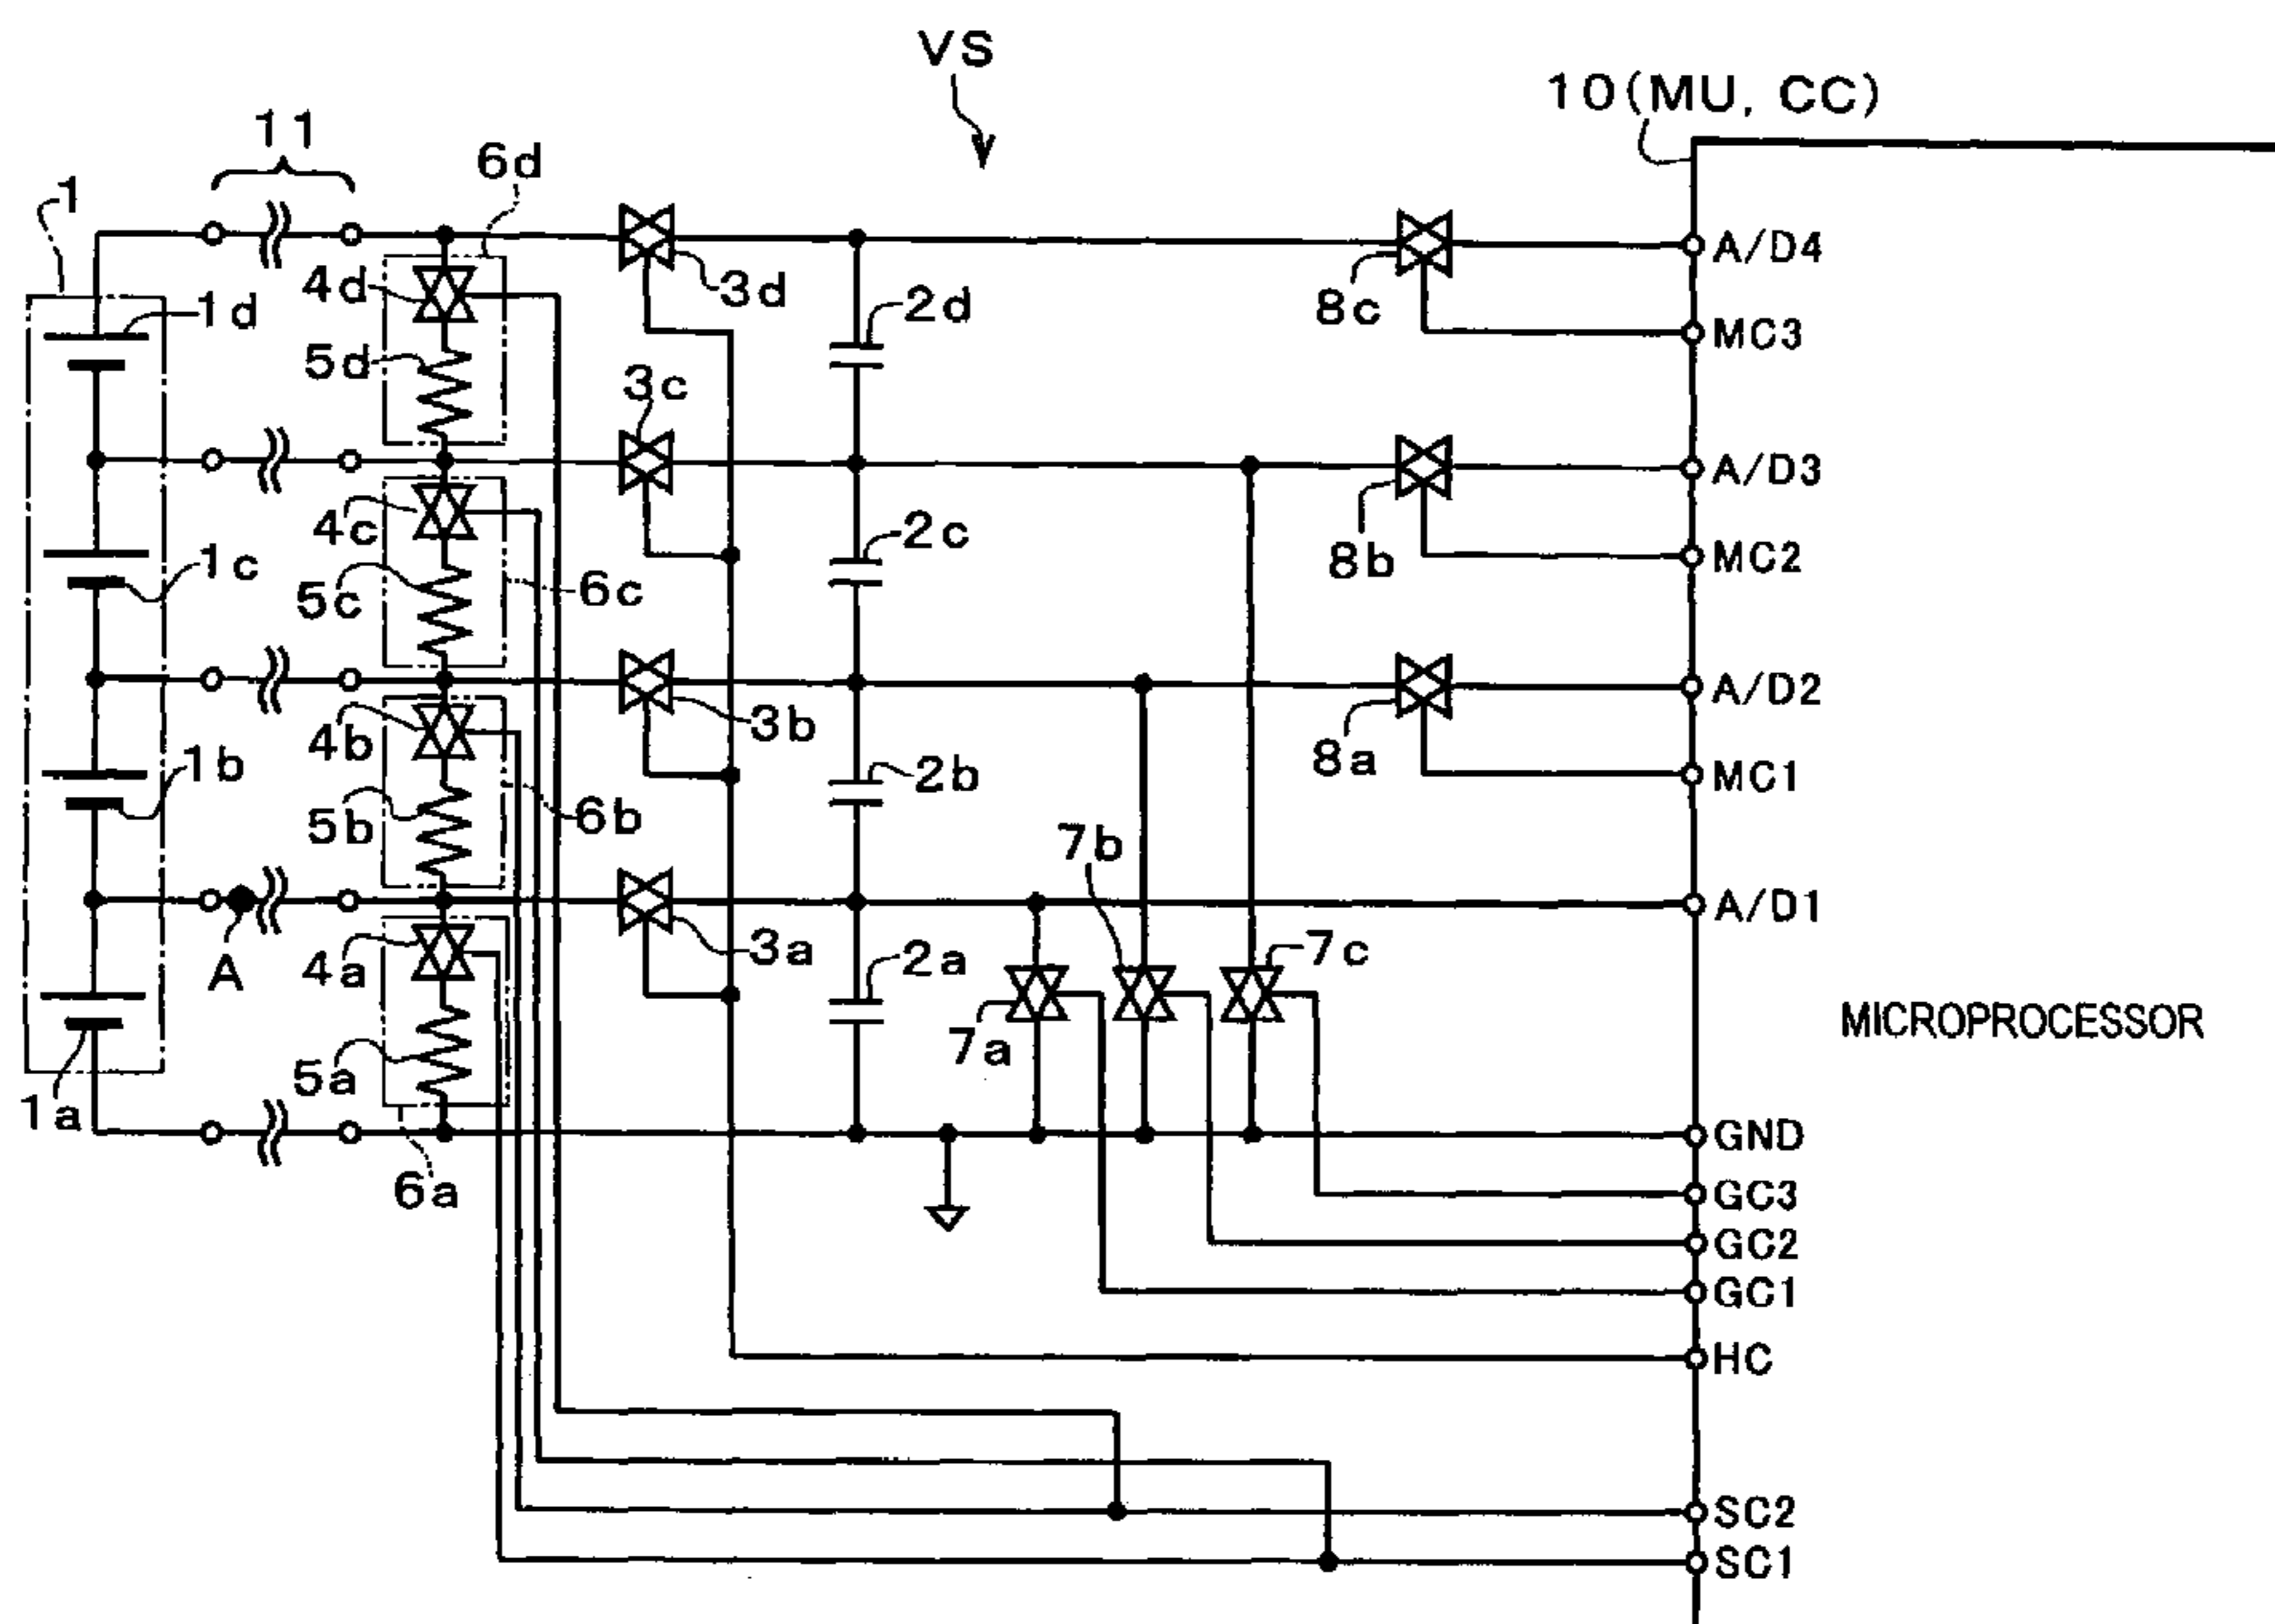 VS
10(MU, CC)
11
6d
1
A/D4
4d
3d
1d
2d
8c
MC3
5d
3c
A/D3
4c
2c
1c
8b
MC2
5c
6c
A/D2
4b
3b
1b
2b
8a
MC1
5b
6b
7b
A/D1
A
4a
3a
2a
7c
7a
MICROPROCESSOR
5a
1a
GND
6a
GC3
GC2
GC1
HC
SC2
SC1